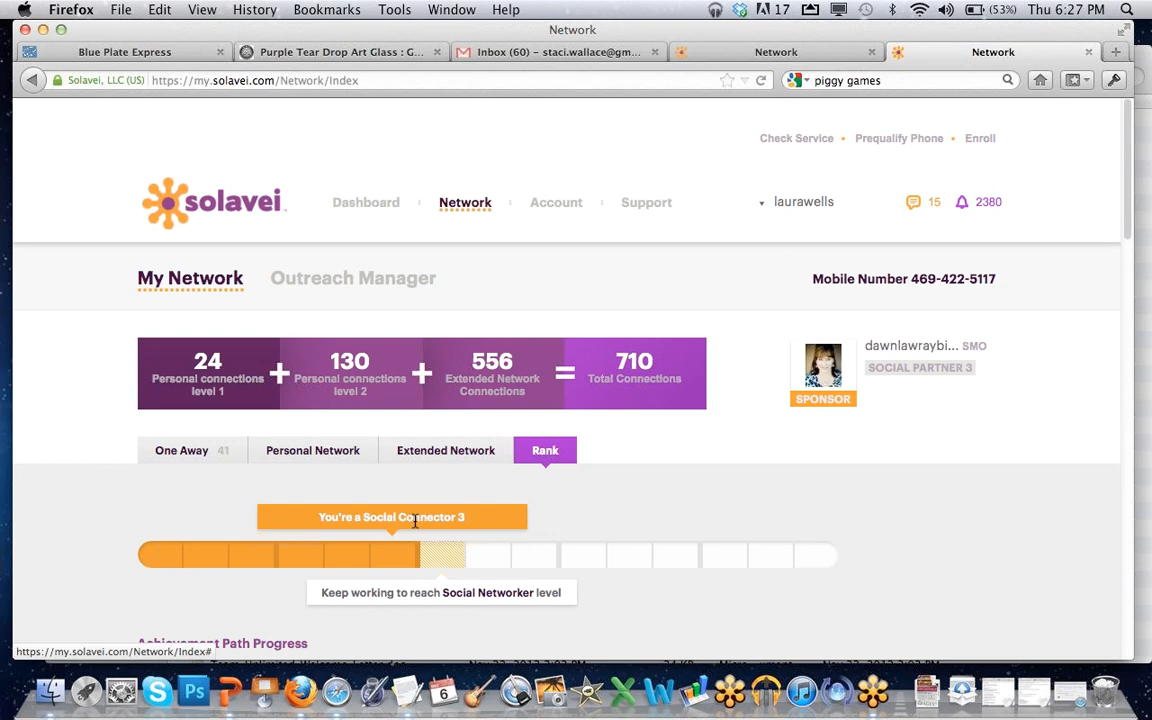 Firefox File Edit View History Bookmarks Tools Window Help 17 (53%) Thu 6:27 PM
Network
Blue Plate Express Purple Tear Drop Art Glass : G... Inbox (60) – staci.wallace@gm... Network Network
Solavei, LLC (US) https://my.solavei.com/Network/Index piggy games
Check Service • Prequalify Phone • Enroll
solavei Dashboard Network Account Support laurawells 15 2380
My Network Outreach Manager Mobile Number 469-422-5117
24 + 130 + 556 = 710
Personal connections level 1 Personal connections level 2 Extended Network Connections Total Connections
dawnlawraybi... SMO
SOCIAL PARTNER 3
SPONSOR
One Away 41 Personal Network Extended Network Rank
You're a Social Connector 3
Keep working to reach Social Networker level
Achievement Path Progress
https://my.solavei.com/Network/Index#
6 Ps